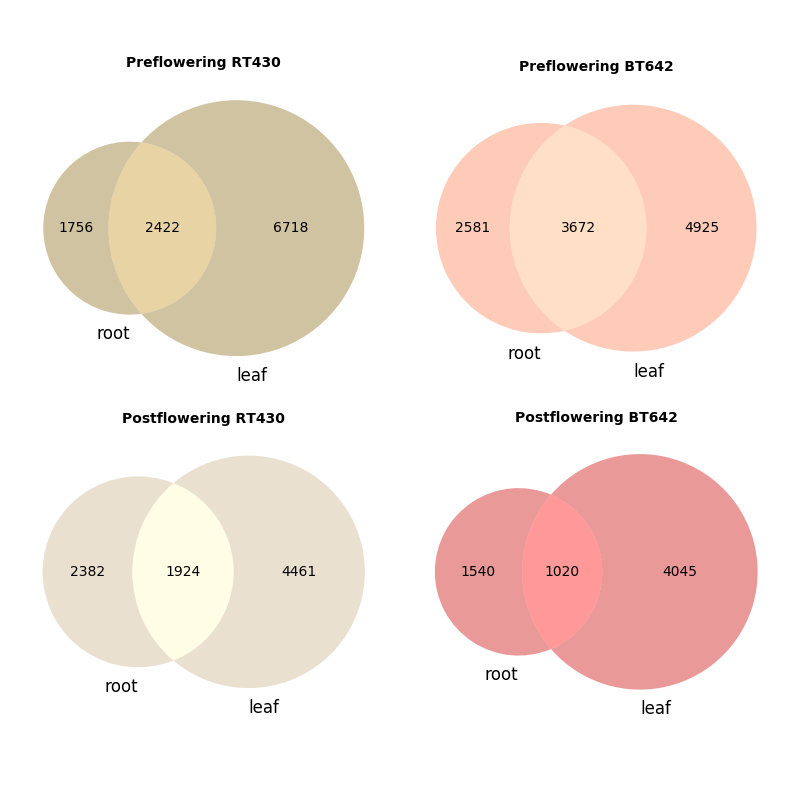 Preflowering RT430
1756
2422
6718
root
leaf
Preflowering BT642
2581
3672
4925
root
leaf
Postflowering RT430
2382
1924
4461
root
leaf
Postflowering BT642
1540
1020
4045
root
leaf